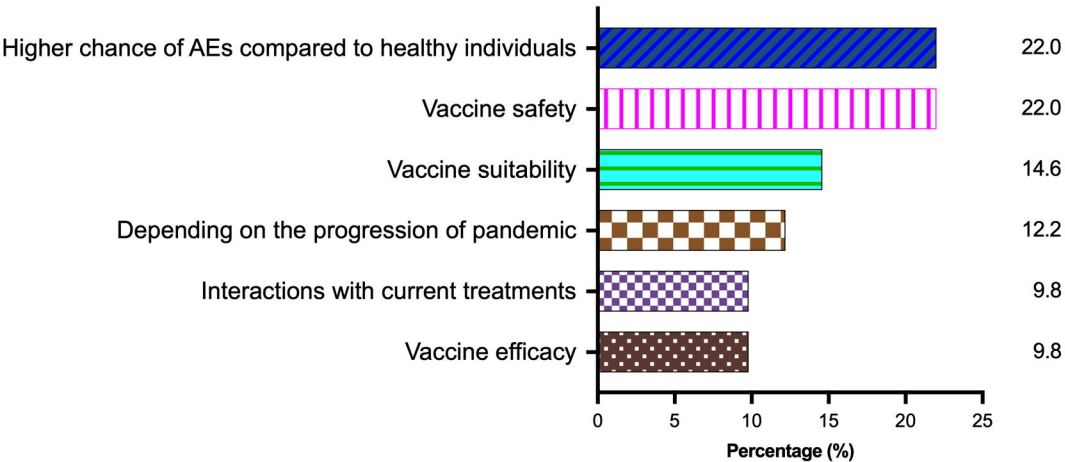 Higher chance of AEs compared to healthy individuals 22.0
Vaccine safety 22.0
Vaccine suitability 14.6
Depending on the progression of pandemic 12.2
Interactions with current treatments 9.8
Vaccine efficacy 9.8
0 5 10 15 20 25
Percentage (%)